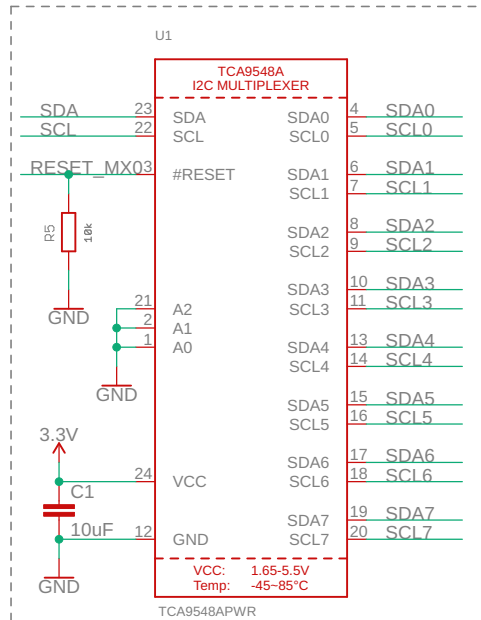 U1
TCA9548A
I2C MULTIPLEXER
SDA 23 SDA SDA0 4 SDA0
SCL 22 SCL SCL0 5 SCL0
RESET_MX0 3 #RESET SDA1 6 SDA1
SCL1 7 SCL1
R5 10k
SDA2 8 SDA2
SCL2 9 SCL2
GND
21 A2 SDA3 10 SDA3
2 A1 SCL3 11 SCL3
1 A0 SDA4 13 SDA4
SCL4 14 SCL4
GND
SDA5 15 SDA5
SCL5 16 SCL5
3.3V
SDA6 17 SDA6
24 VCC SCL6 18 SCL6
C1
10uF
SDA7 19 SDA7
12 GND SCL7 20 SCL7
GND
VCC: 1.65-5.5V
Temp: -45~85°C
TCA9548APWR